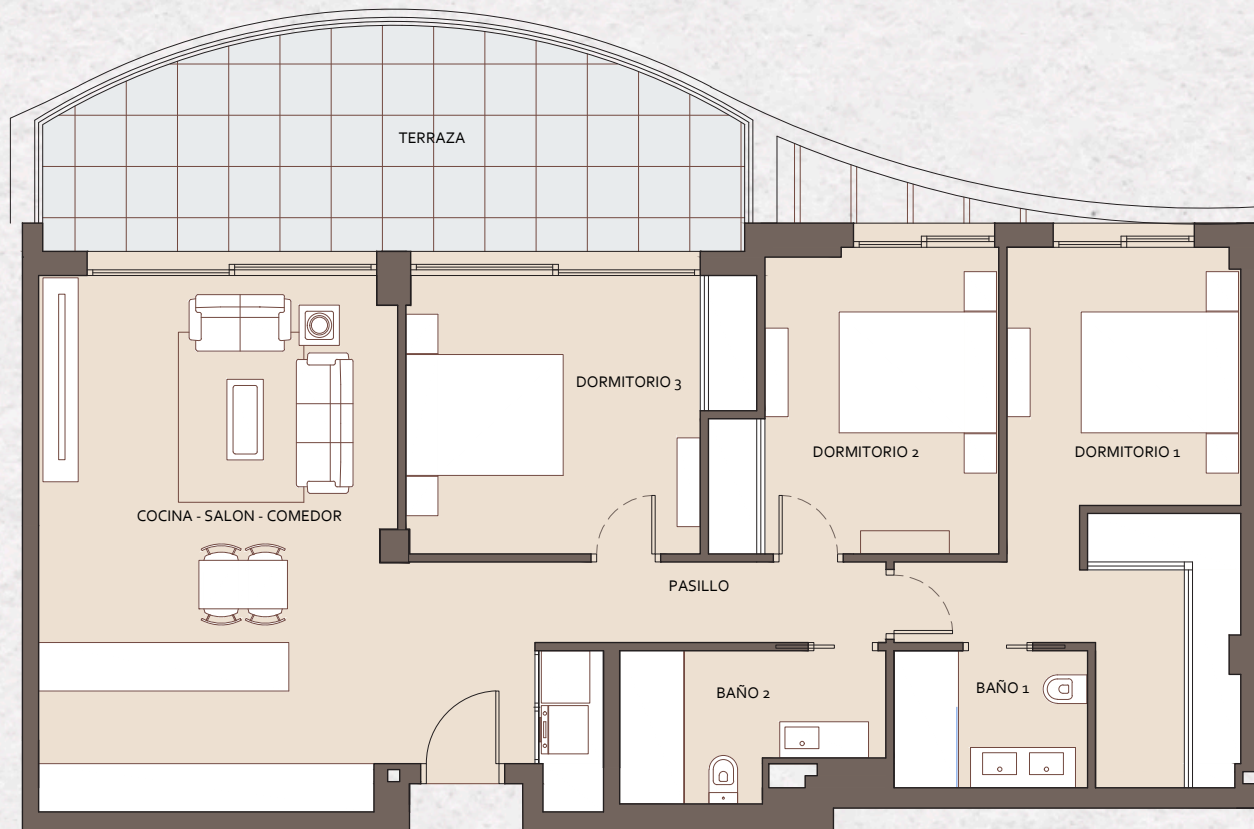 TERRAZA
DORMITORIO 3
DORMITORIO 2
DORMITORIO 1
COCINA - SALON - COMEDOR
PASILLO
BAÑO 2
BAÑO 1